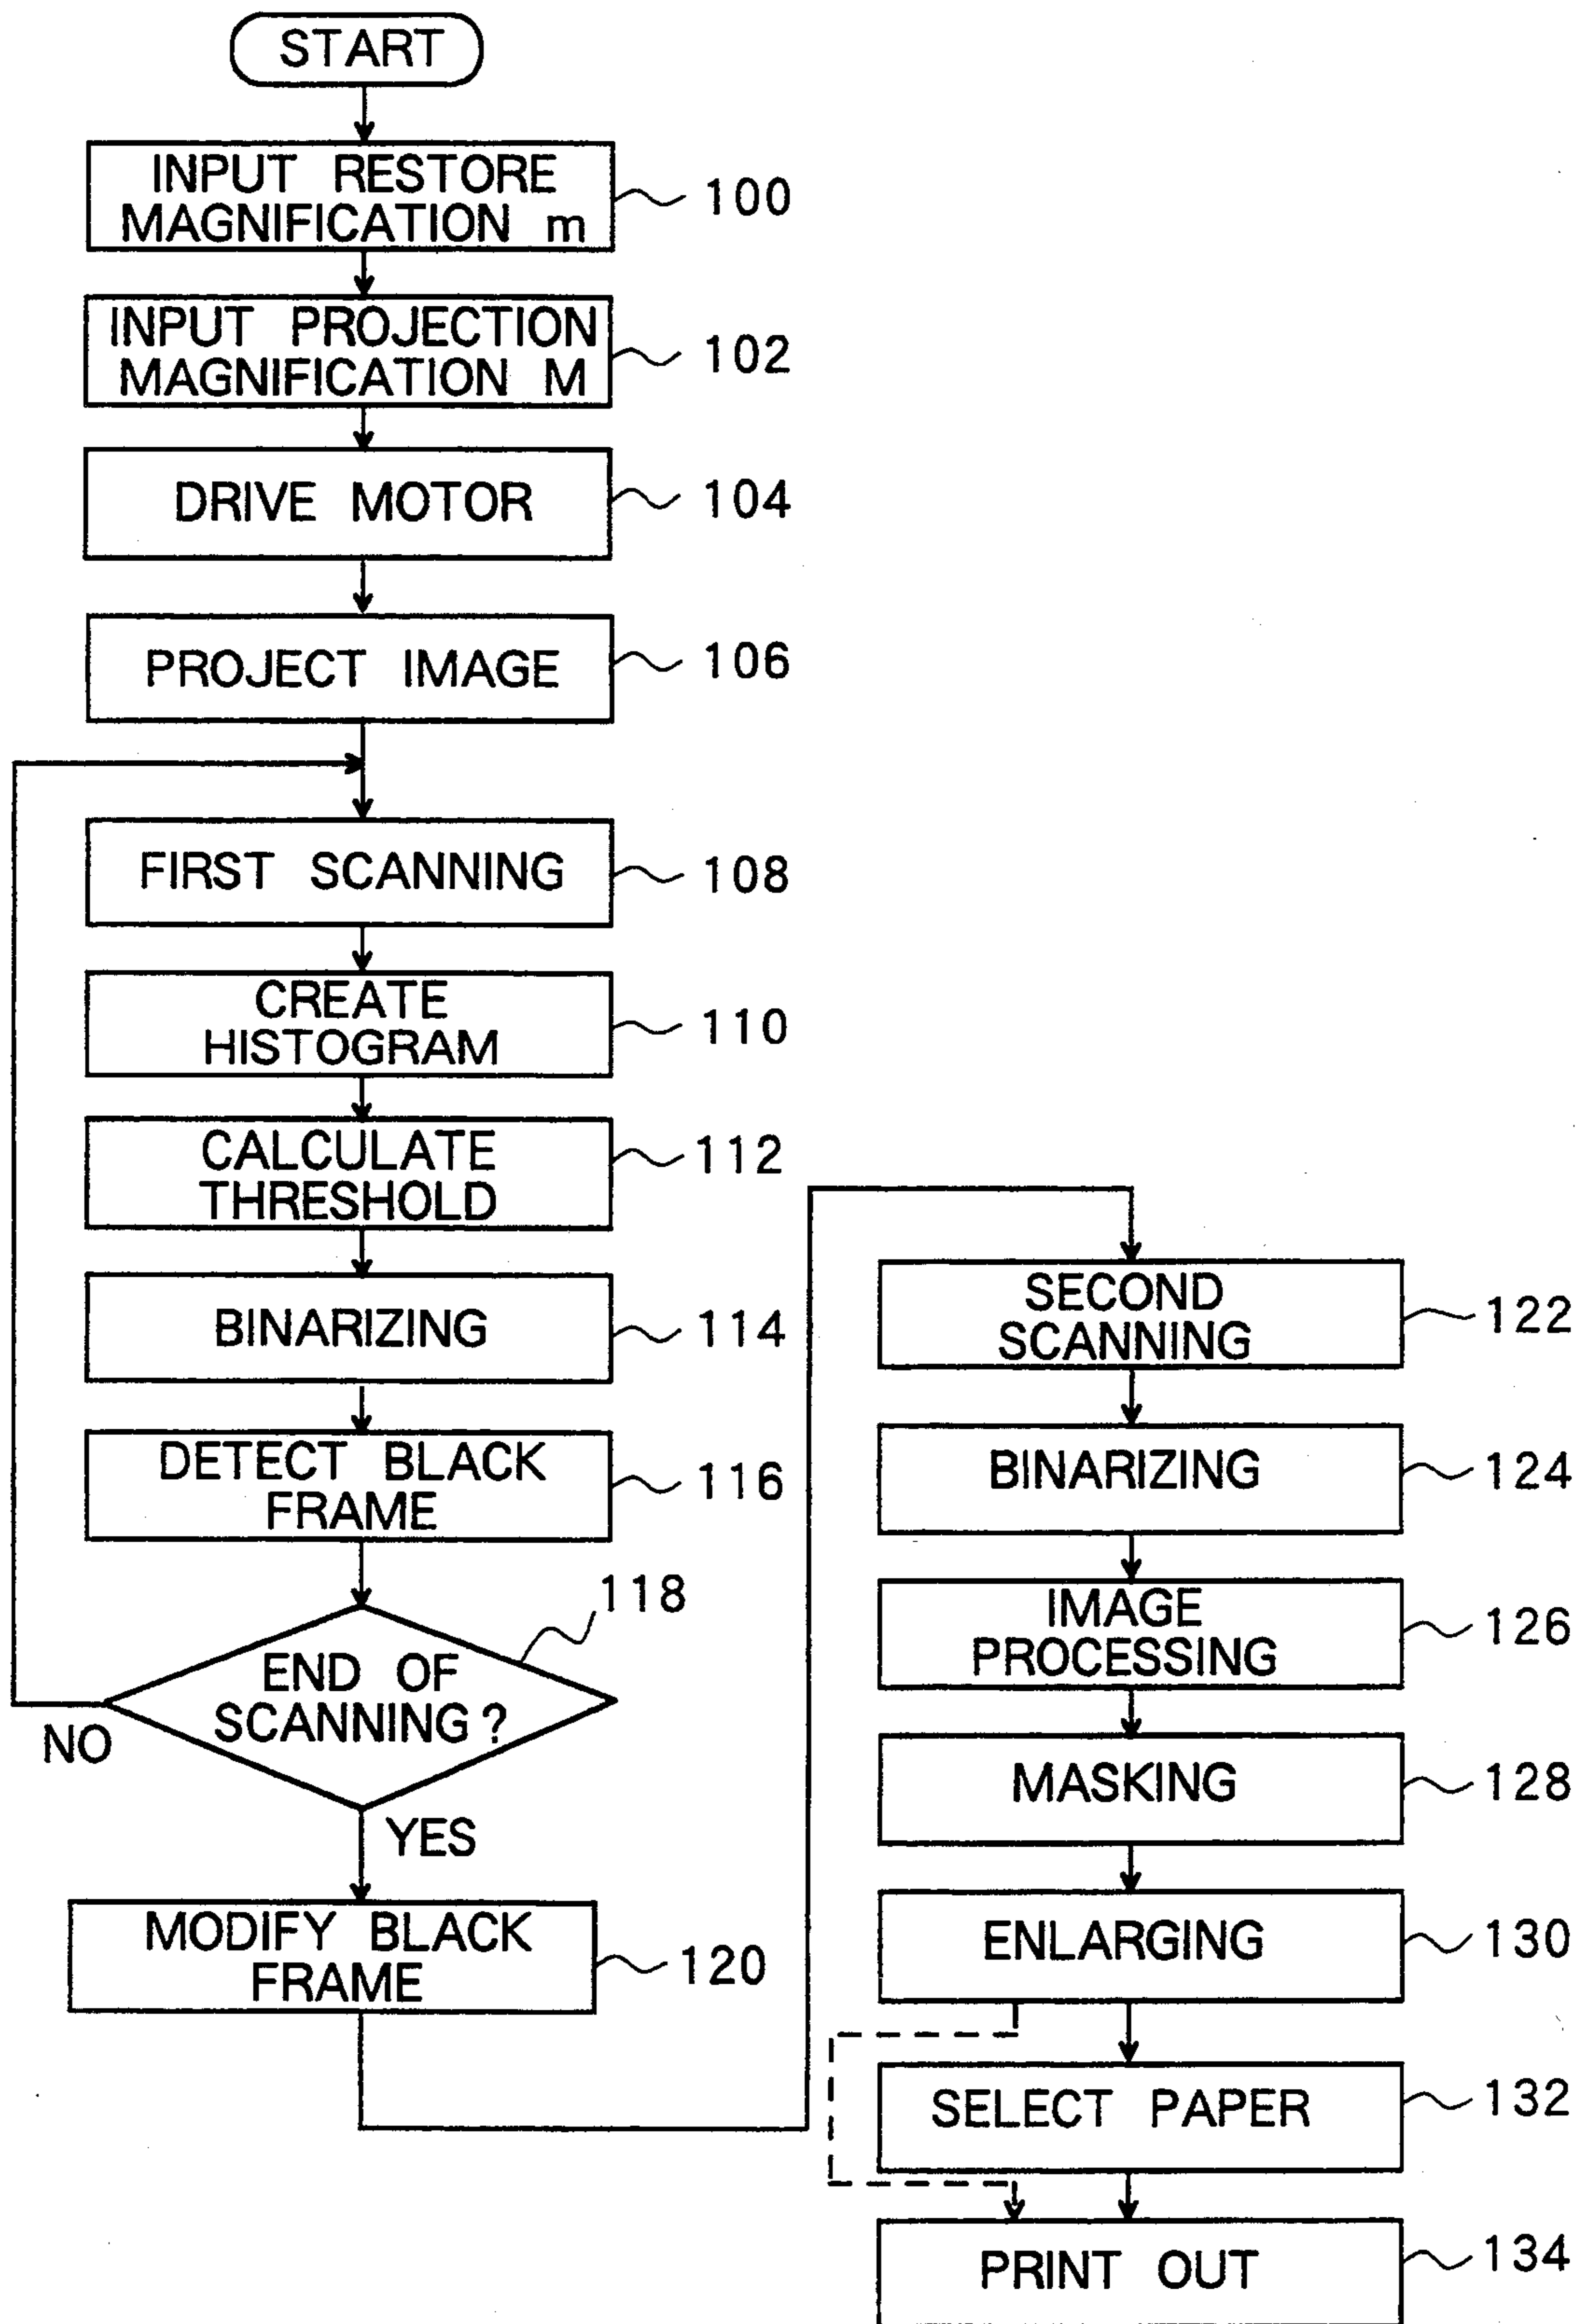 START
INPUT RESTORE
MAGNIFICATION m
100
INPUT PROJECTION
MAGNIFICATION M
102
DRIVE MOTOR
104
PROJECT IMAGE
106
FIRST SCANNING
108
CREATE
HISTOGRAM
110
CALCULATE
THRESHOLD
112
BINARIZING
114
DETECT BLACK
FRAME
116
118
END OF
SCANNING?
NO
YES
MODIFY BLACK
FRAME
120
SECOND
SCANNING
122
BINARIZING
124
IMAGE
PROCESSING
126
MASKING
128
ENLARGING
130
SELECT PAPER
132
PRINT OUT
134